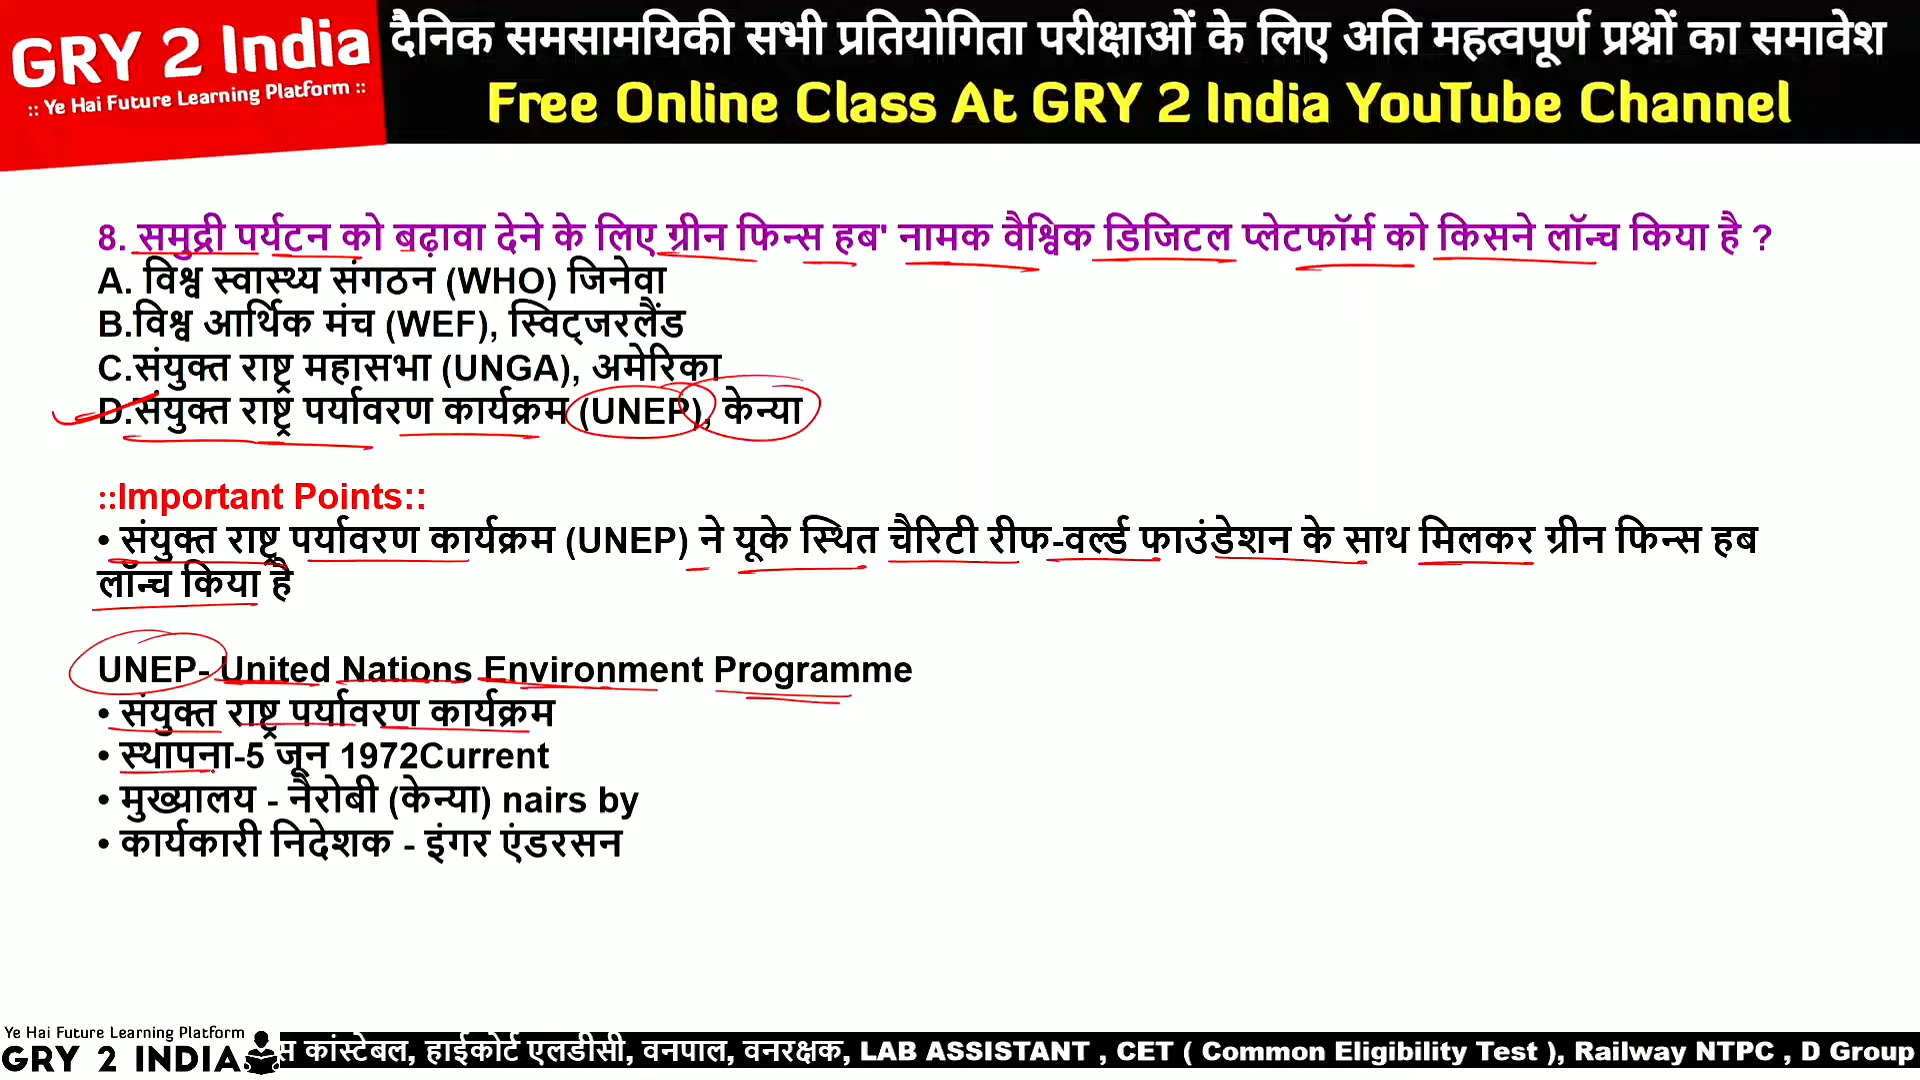 GRY 2 India
:: Ye Hai Future Learning Platform ::
दैनिक समसामयिकी सभी प्रतियोगिता परीक्षाओं के लिए अति महत्वपूर्ण प्रश्नों का समावेश
Free Online Class At GRY 2 India YouTube Channel
8. समुद्री पर्यटन को बढ़ावा देने के लिए ग्रीन फिन्स हब' नामक वैश्विक डिजिटल प्लेटफॉर्म को किसने लॉन्च किया है ?
A. विश्व स्वास्थ्य संगठन (WHO) जिनेवा
B.विश्व आर्थिक मंच (WEF), स्विट्जरलैंड
C.संयुक्त राष्ट्र महासभा (UNGA), अमेरिका
D.संयुक्त राष्ट्र पर्यावरण कार्यक्रम (UNEP), केन्या
::Important Points::
• संयुक्त राष्ट्र पर्यावरण कार्यक्रम (UNEP) ने यूके स्थित चैरिटी रीफ-वर्ल्ड फाउंडेशन के साथ मिलकर ग्रीन फिन्स हब
लॉन्च किया है
UNEP- United Nations Environment Programme
• संयुक्त राष्ट्र पर्यावरण कार्यक्रम
• स्थापना-5 जून 1972Current
• मुख्यालय - नैरोबी (केन्या) nairs by
• कार्यकारी निदेशक - इंगर एंडरसन
Ye Hai Future Learning Platform
GRY 2 INDIA
स कांस्टेबल, हाईकोर्ट एलडीसी, वनपाल, वनरक्षक, LAB ASSISTANT , CET ( Common Eligibility Test ), Railway NTPC , D Group